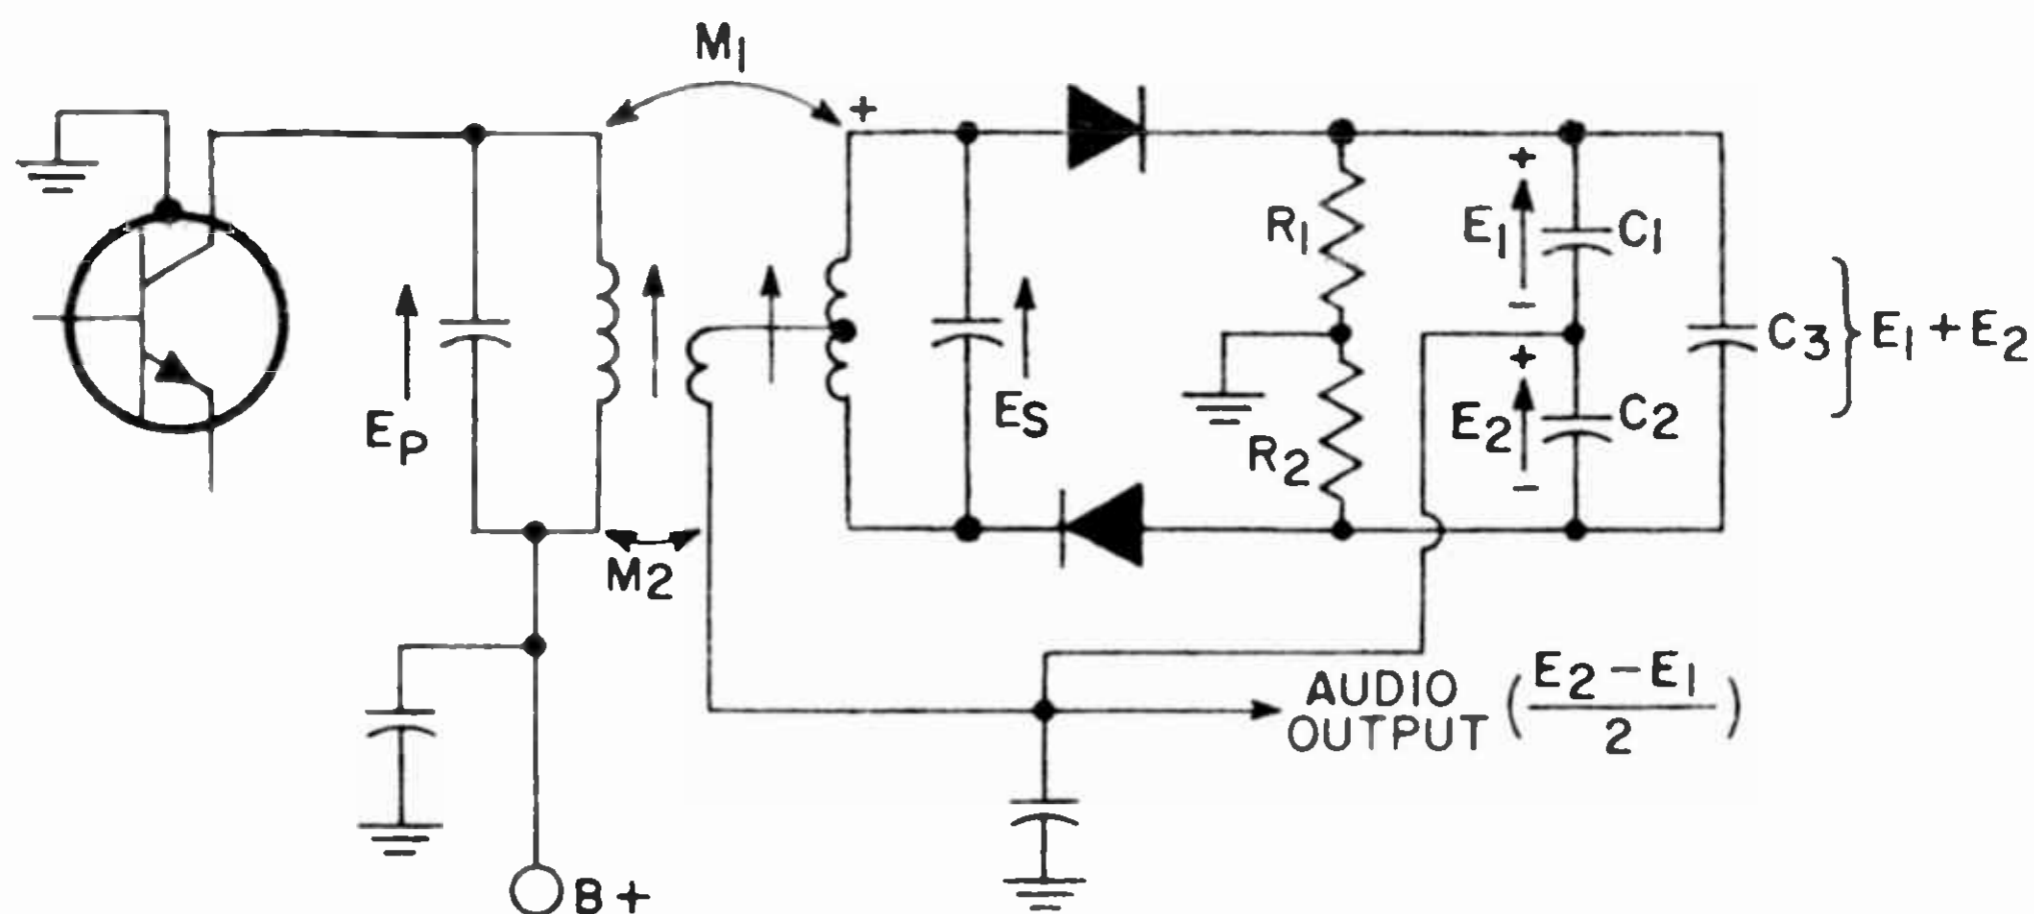 M1
+
+
E1
C1
R1
-
C3 } E1 + E2
+
E2
C2
-
R2
EP
ES
M2
AUDIO OUTPUT (E2 - E1 / 2)
B+